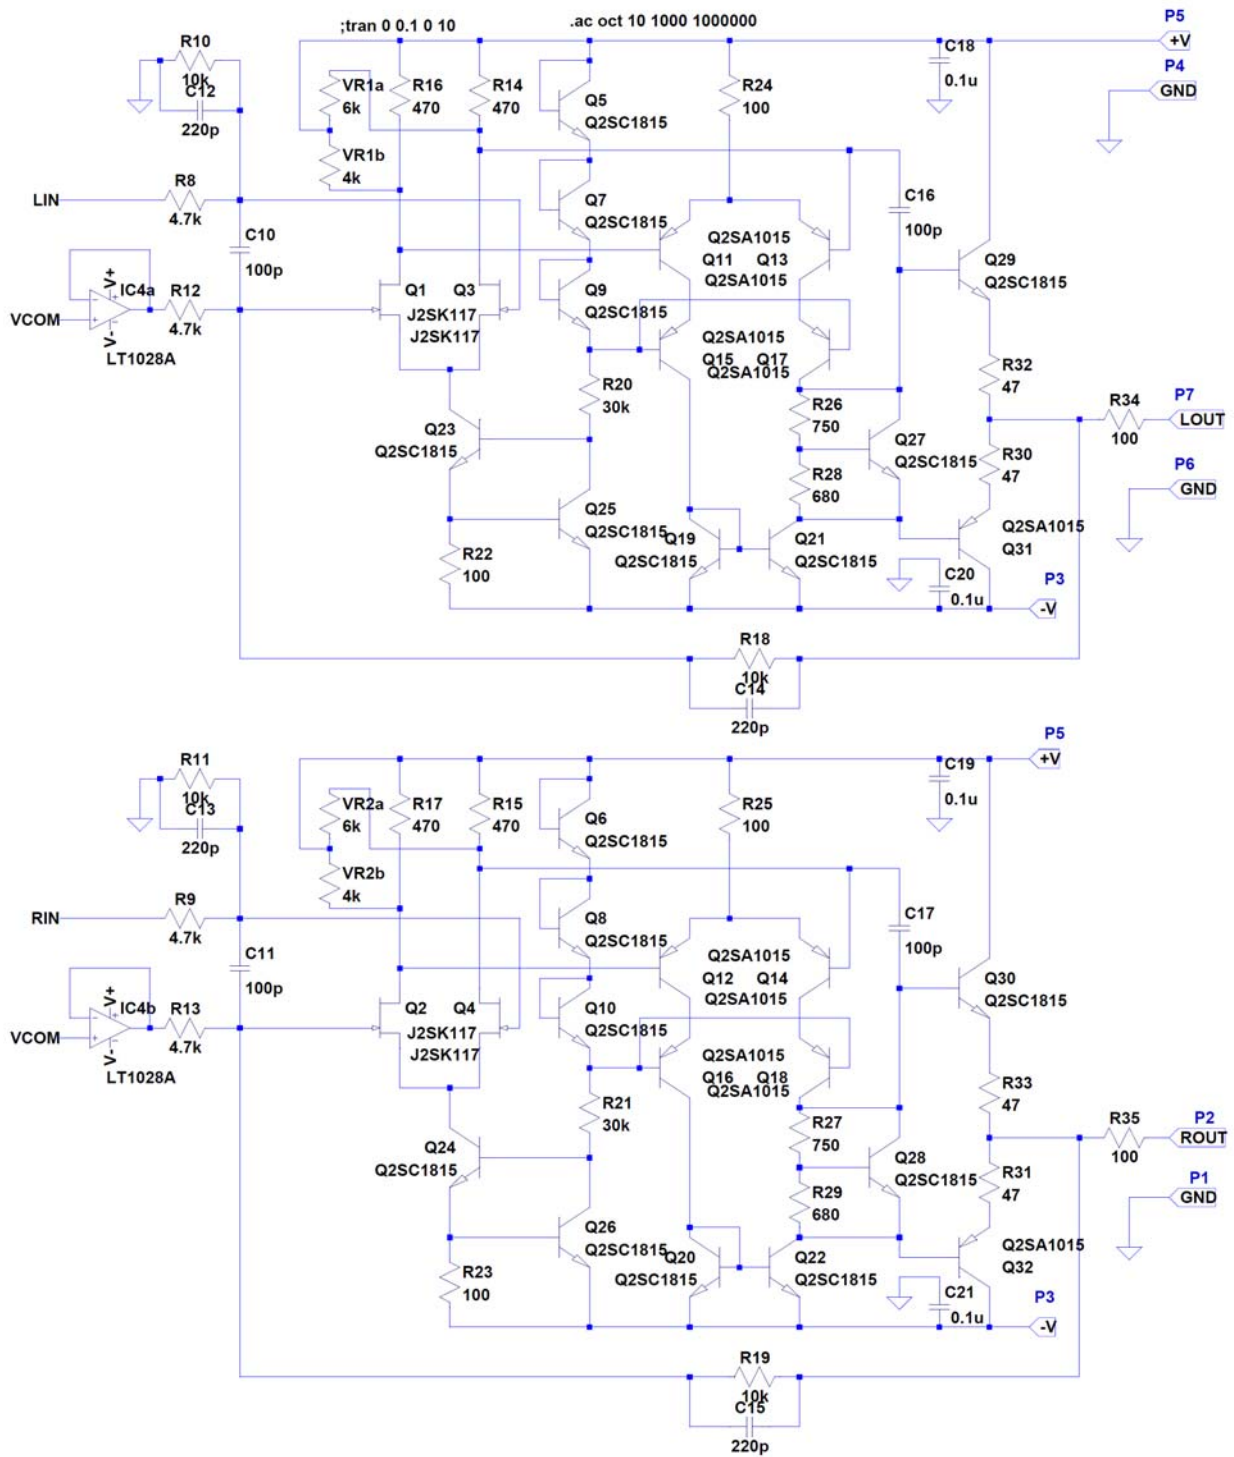 ;tran 0 0.1 0 10
.ac oct 10 1000 1000000
P5
+V
R10
10k
C12
220p
VR1a
6k
R16
470
R14
470
Q5
Q2SC1815
R24
100
C18
0.1u
P4
GND
VR1b
4k
LIN
R8
4.7k
Q7
Q2SC1815
C16
100p
C10
100p
Q2SA1015
Q11
Q13
Q2SA1015
Q29
Q2SC1815
VCOM
V+
V-
IC4a
LT1028A
R12
4.7k
Q1
Q3
J2SK117
J2SK117
Q9
Q2SC1815
Q2SA1015
Q15
Q17
Q2SA1015
R32
47
R20
30k
R26
750
R34
100
P7
LOUT
Q23
Q2SC1815
Q27
Q2SC1815
R30
47
R28
680
P6
GND
Q25
Q2SC1815
Q19
Q2SC1815
Q21
Q2SC1815
Q2SA1015
Q31
R22
100
C20
0.1u
P3
-V
R18
10k
C14
220p
P5
+V
R11
10k
C13
220p
VR2a
6k
R17
470
R15
470
Q6
Q2SC1815
R25
100
C19
0.1u
VR2b
4k
RIN
R9
4.7k
Q8
Q2SC1815
C17
100p
C11
100p
Q2SA1015
Q12
Q14
Q2SA1015
Q30
Q2SC1815
VCOM
V+
V-
IC4b
LT1028A
R13
4.7k
Q2
Q4
J2SK117
J2SK117
Q10
Q2SC1815
Q2SA1015
Q16
Q18
Q2SA1015
R33
47
R21
30k
R27
750
R35
100
P2
ROUT
Q24
Q2SC1815
Q28
Q2SC1815
R31
47
R29
680
P1
GND
Q26
Q2SC1815
Q20
Q2SC1815
Q22
Q2SC1815
Q2SA1015
Q32
R23
100
C21
0.1u
P3
-V
R19
10k
C15
220p